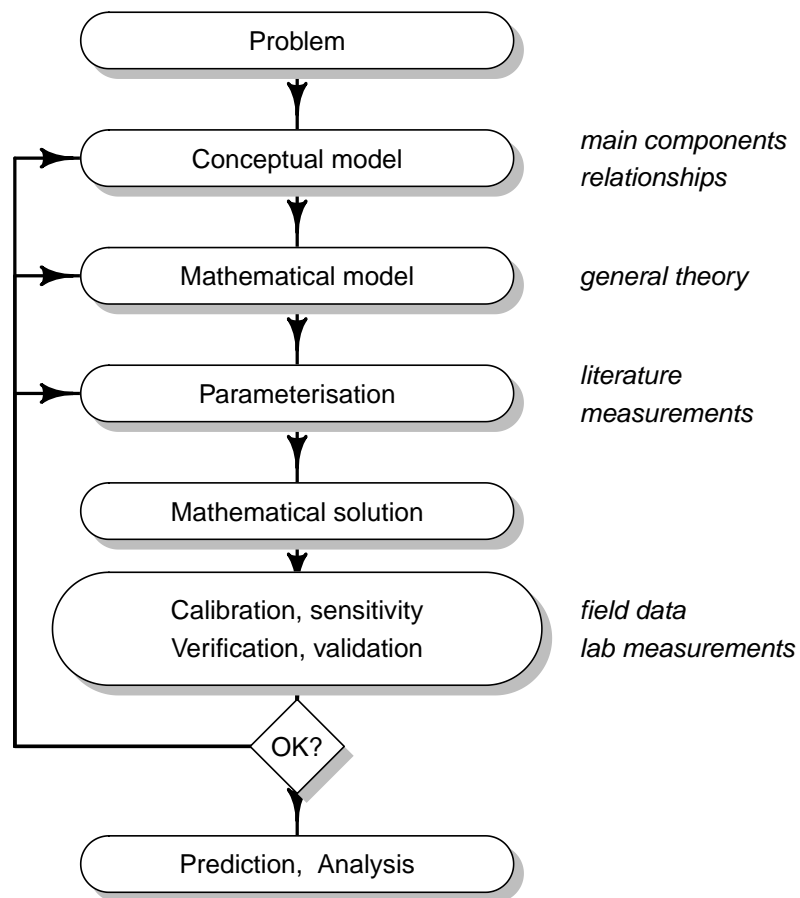 Problem
Conceptual model
main components
relationships
Mathematical model
general theory
Parameterisation
literature
measurements
Mathematical solution
Calibration, sensitivity
Verification, validation
field data
lab measurements
OK?
Prediction, Analysis